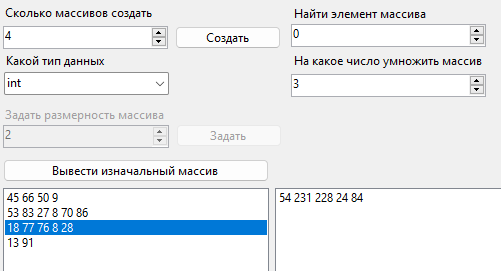 Сколько массивов создать
4
Создать
Найти элемент массива
0
Какой тип данных
int
На какое число умножить массив
3
Задать размерность массива
2
Задать
Вывести изначальный массив
45 66 50 9
53 83 27 8 70 86
18 77 76 8 28
13 91
54 231 228 24 84